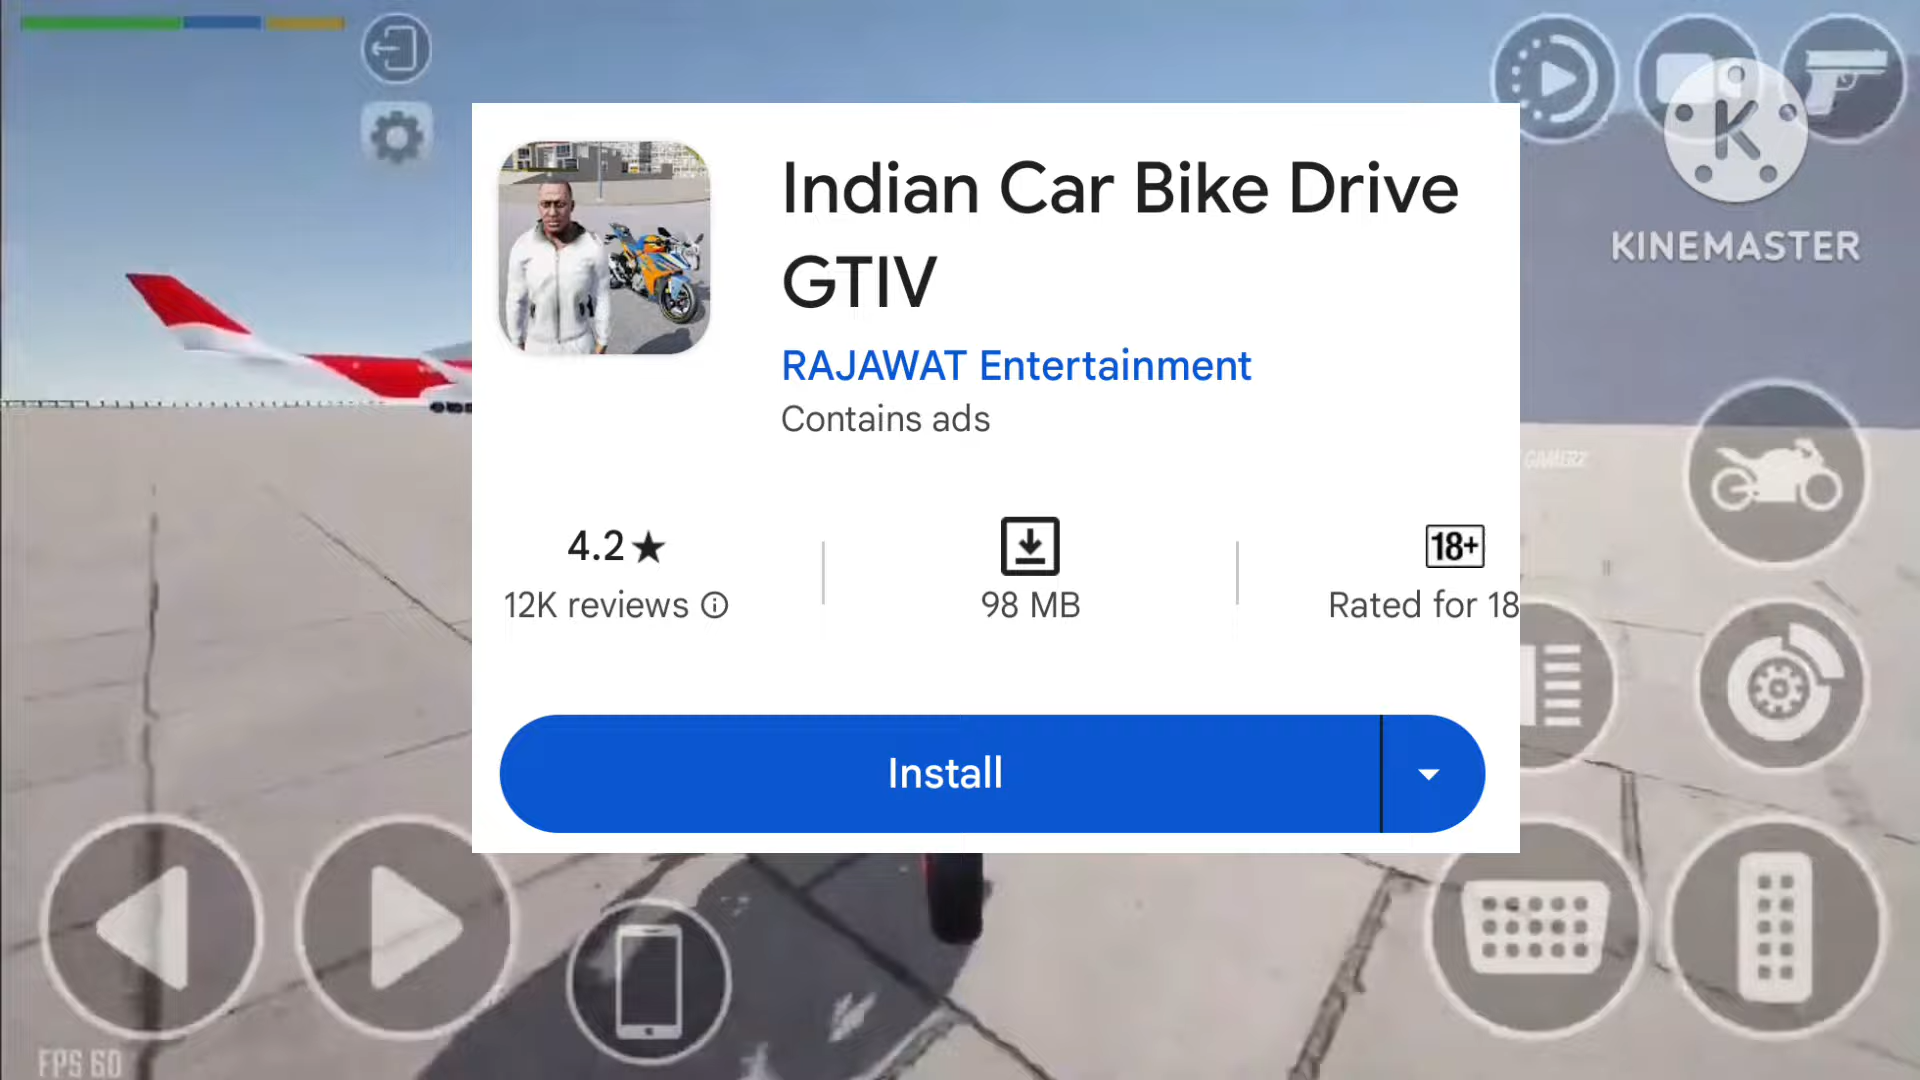 Indian Car Bike Drive
GTIV
RAJAWAT Entertainment
Contains ads
4.2★
12K reviews
98 MB
18+
Rated for 18
Install
K
KINEMASTER
GAMERZ
FPS 60